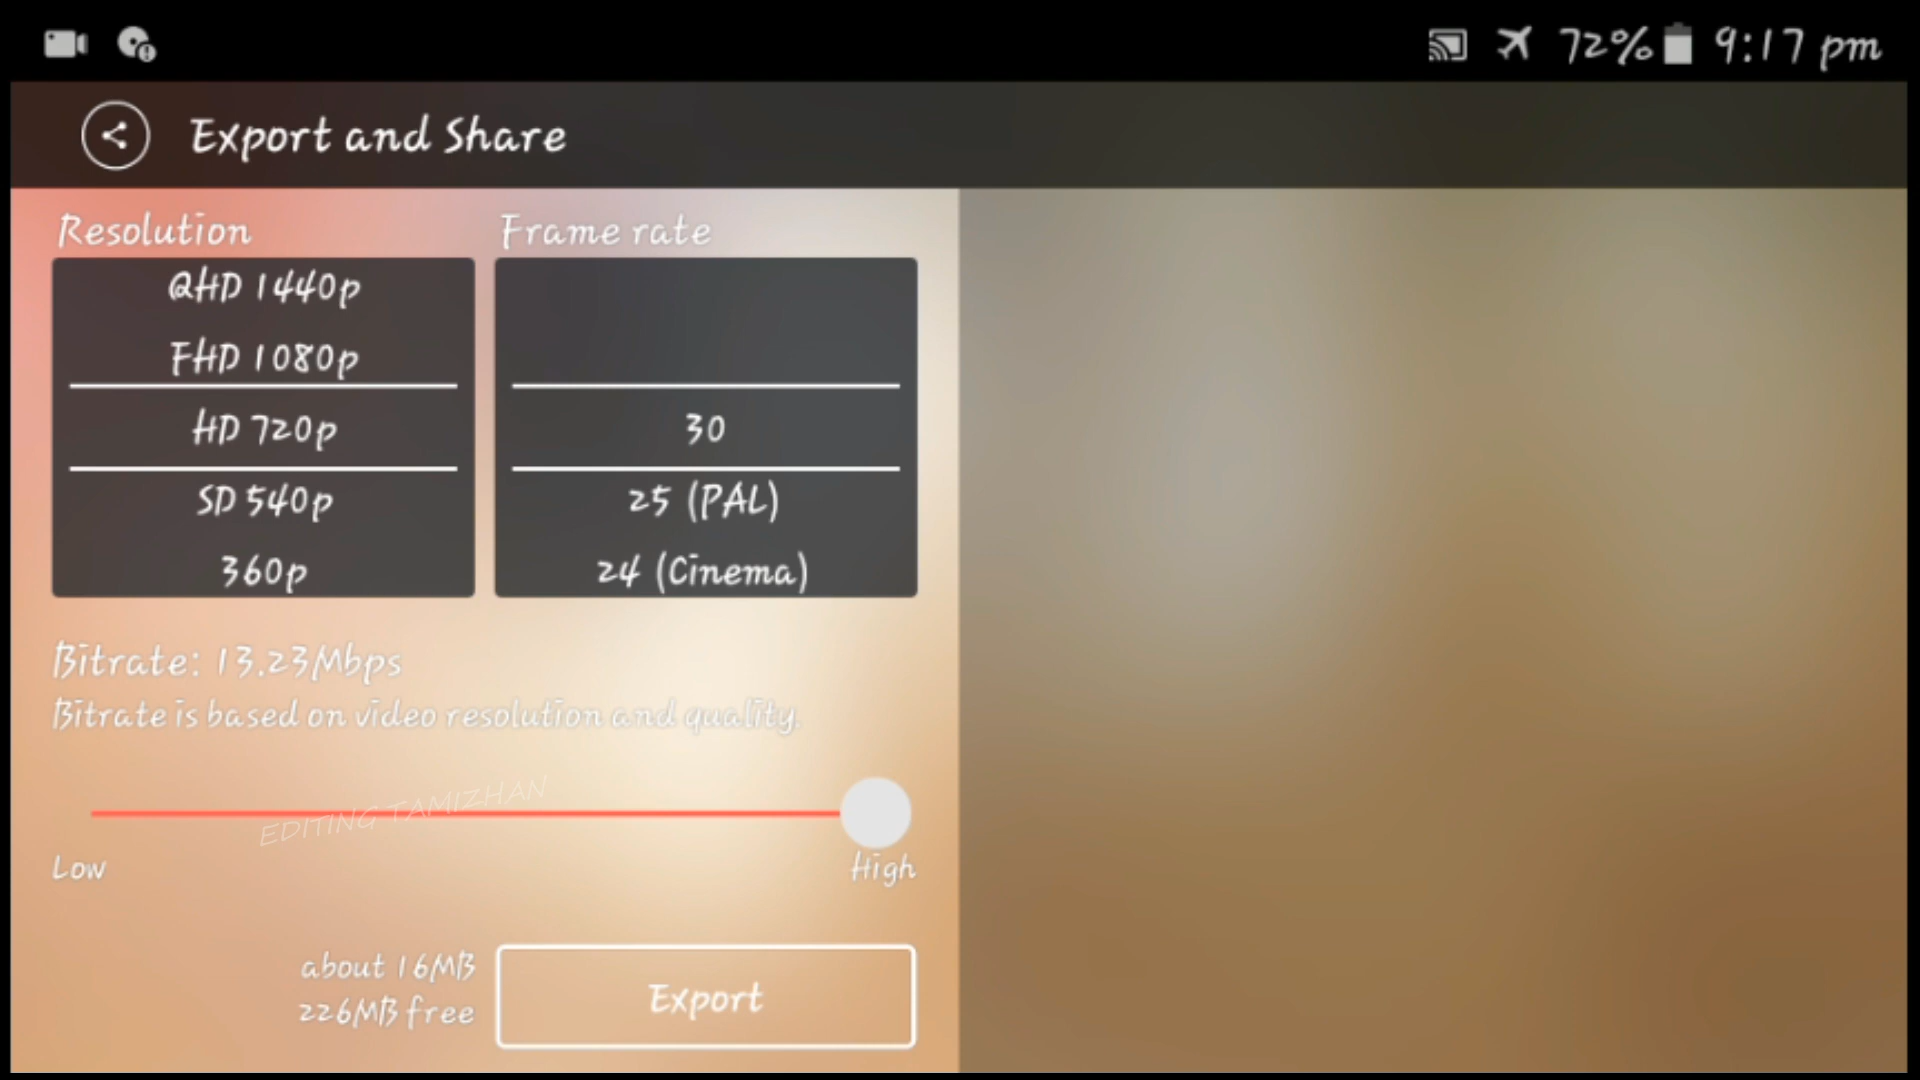 72% 9:17 pm
Export and Share
Resolution
Frame rate
QHD 1440p
FHD 1080p
HD 720p
SD 540p
360p
30
25 (PAL)
24 (Cinema)
Bitrate: 13.23Mbps
Bitrate is based on video resolution and quality.
EDITING TAMIZHAN
Low
High
about 16MB
226MB free
Export